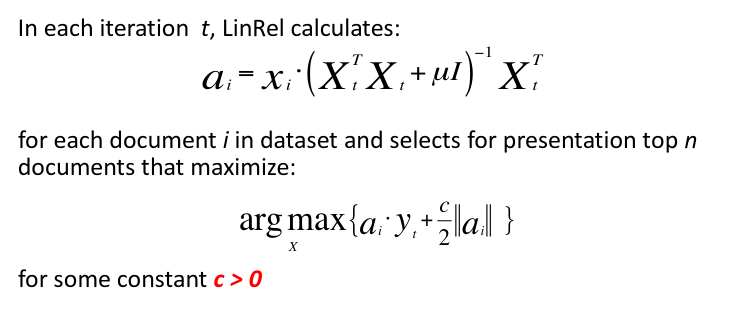 In each iteration t, LinRel calculates:
a_i = x_i · (X_t^T X_t + μI)^{-1} X_t^T
for each document i in dataset and selects for presentation top n
documents that maximize:
arg max_X {a_i · y_t + c/2 ‖a_i‖ }
for some constant c > 0